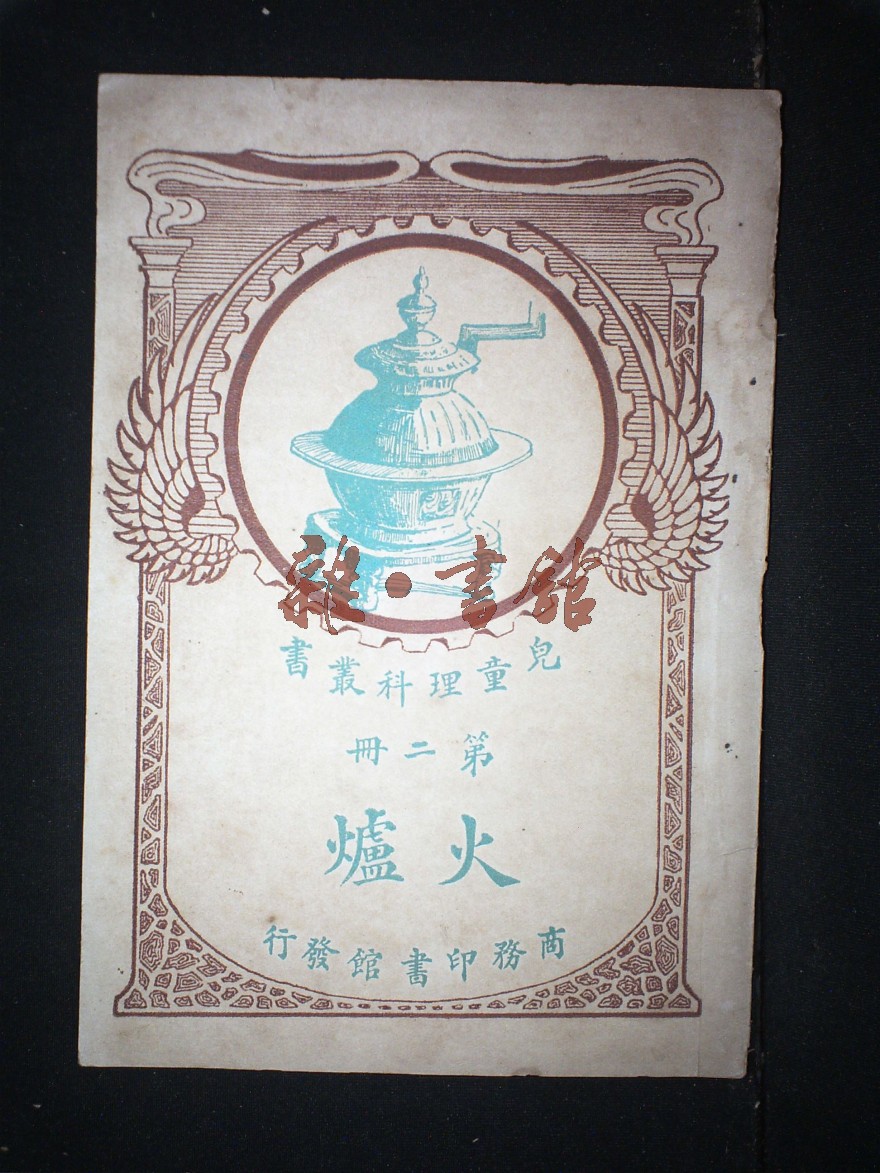 雜·書館
兒童理科叢書
第二冊
火爐
商務印書館發行